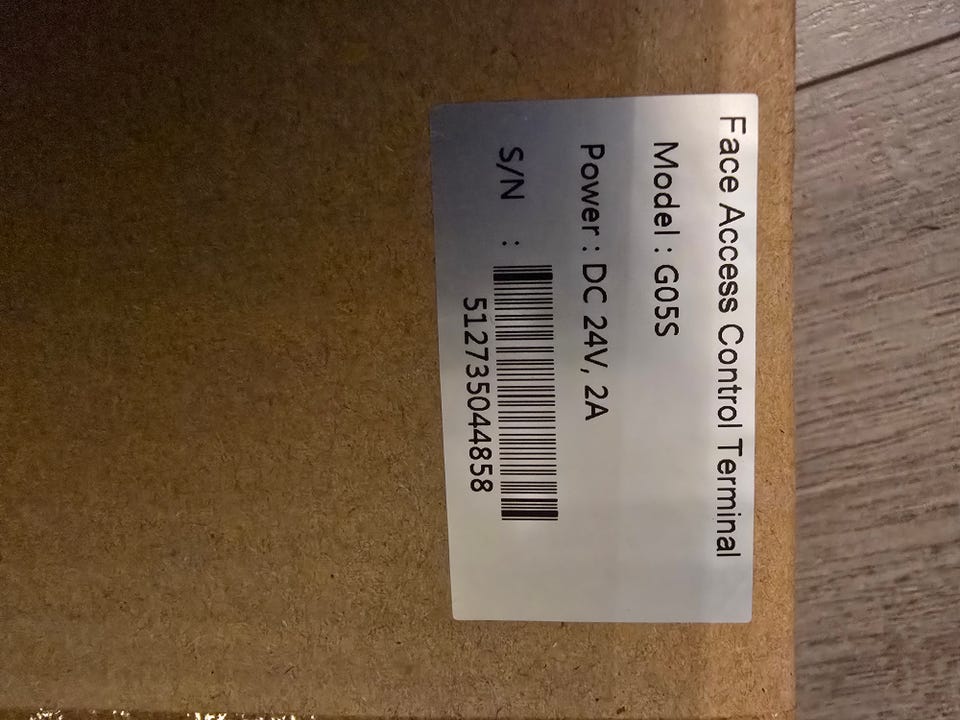 Face Access Control Terminal
Model : G05S
Power : DC 24V, 2A
S/N :
512735044858